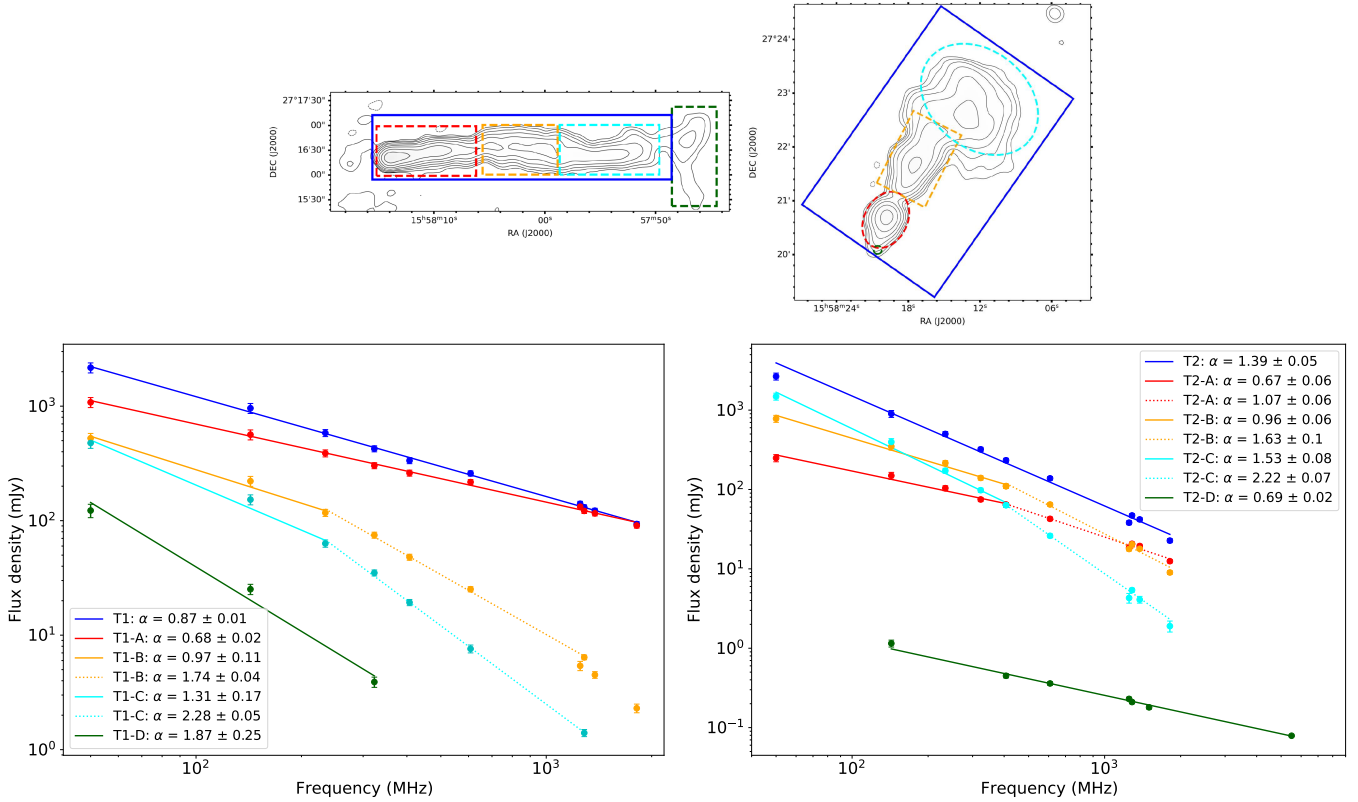 27°17'30"
00"
16'30"
00"
15'30"
DEC (J2000)
15ʰ58ᵐ10ˢ
00ˢ
57ᵐ50ˢ
RA (J2000)
27°24'
23'
22'
21'
20'
DEC (J2000)
15ʰ58ᵐ24ˢ
18ˢ
12ˢ
06ˢ
RA (J2000)
10³
10²
10¹
10⁰
Flux density (mJy)
T1: α = 0.87 ± 0.01
T1-A: α = 0.68 ± 0.02
T1-B: α = 0.97 ± 0.11
T1-B: α = 1.74 ± 0.04
T1-C: α = 1.31 ± 0.17
T1-C: α = 2.28 ± 0.05
T1-D: α = 1.87 ± 0.25
10²
10³
Frequency (MHz)
10³
10²
10¹
10⁰
10⁻¹
Flux density (mJy)
T2: α = 1.39 ± 0.05
T2-A: α = 0.67 ± 0.06
T2-A: α = 1.07 ± 0.06
T2-B: α = 0.96 ± 0.06
T2-B: α = 1.63 ± 0.1
T2-C: α = 1.53 ± 0.08
T2-C: α = 2.22 ± 0.07
T2-D: α = 0.69 ± 0.02
10²
10³
Frequency (MHz)